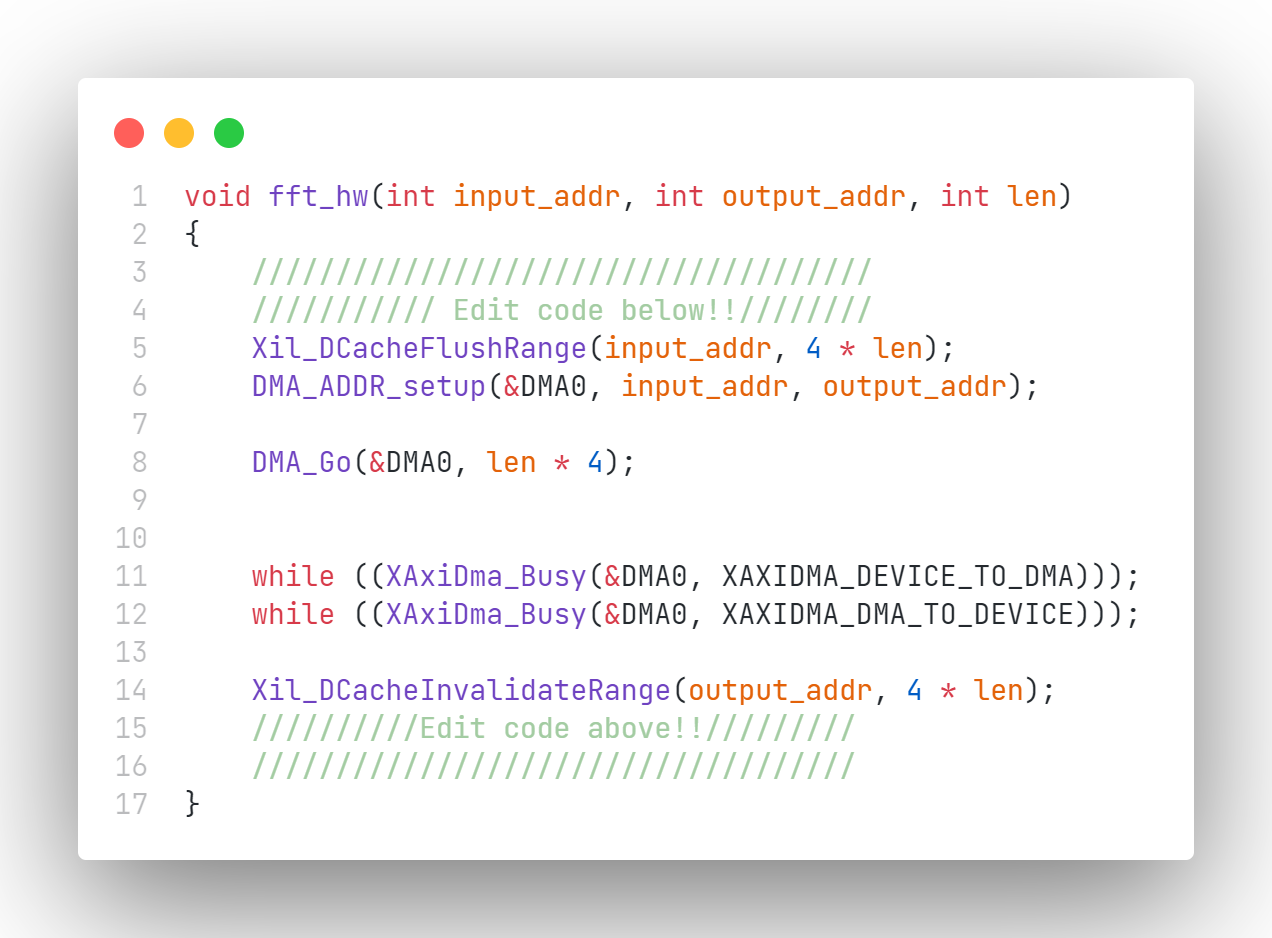 1 void fft_hw(int input_addr, int output_addr, int len)
2 {
3     /////////////////////////////////////
4     /////////// Edit code below!!////////
5     Xil_DCacheFlushRange(input_addr, 4 * len);
6     DMA_ADDR_setup(&DMA0, input_addr, output_addr);
7
8     DMA_Go(&DMA0, len * 4);
9
10
11     while ((XAxiDma_Busy(&DMA0, XAXIDMA_DEVICE_TO_DMA)));
12     while ((XAxiDma_Busy(&DMA0, XAXIDMA_DMA_TO_DEVICE)));
13
14     Xil_DCacheInvalidateRange(output_addr, 4 * len);
15     //////////Edit code above!!/////////
16     ////////////////////////////////////
17 }